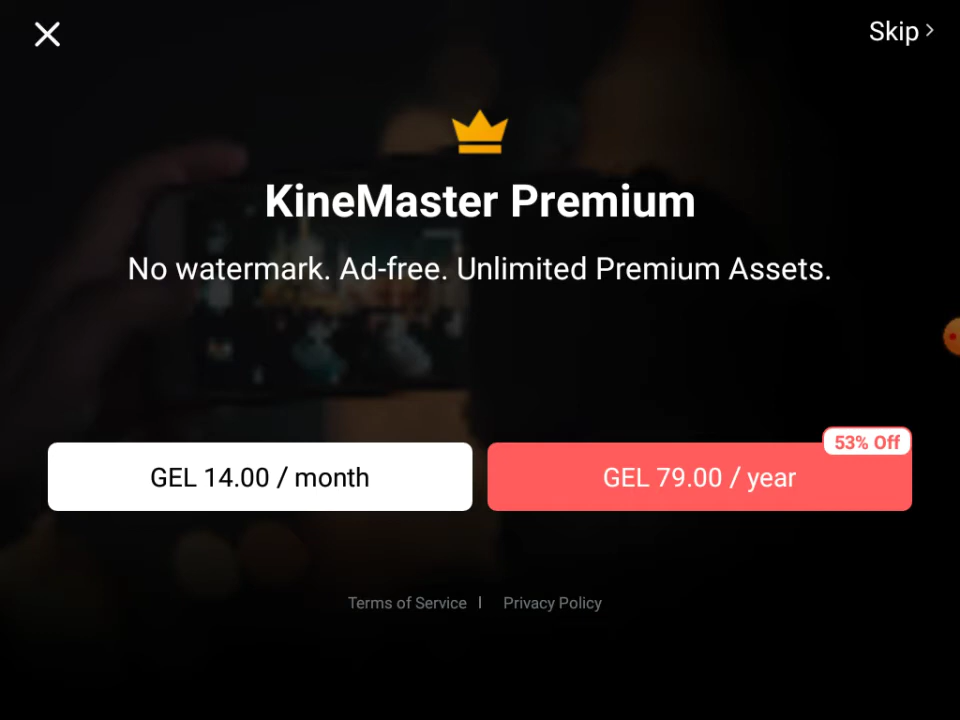 Skip
KineMaster Premium
No watermark. Ad-free. Unlimited Premium Assets.
GEL 14.00 / month
53% Off
GEL 79.00 / year
Terms of Service | Privacy Policy